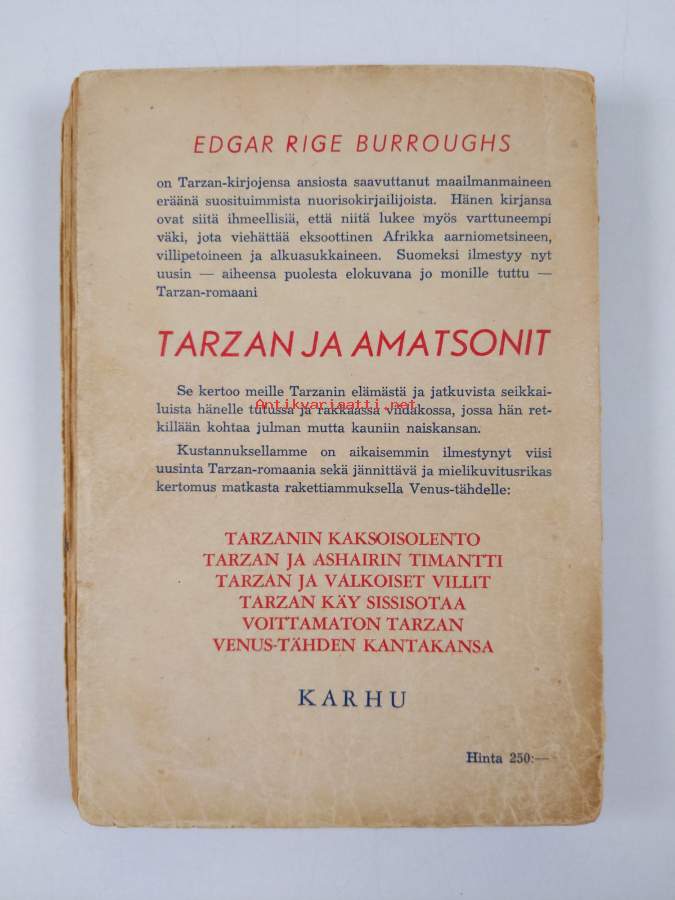 EDGAR RIGE BURROUGHS
on Tarzan-kirjojensa ansiosta saavuttanut maailmanmaineen
eräänä suosituimmista nuorisokirjailijoista. Hänen kirjansa
ovat siitä ihmeellisiä, että niitä lukee myös varttuneempi
väki, jota viehättää eksoottinen Afrikka aarniometsineen,
villipetoineen ja alkuasukkaineen. Suomeksi ilmestyy nyt
uusin — aiheensa puolesta elokuvana jo monille tuttu —
Tarzan-romaani
TARZAN JA AMATSONIT
Se kertoo meille Tarzanin elämästä ja jatkuvista seikkai-
luista hänelle tutussa ja rakkaassa viidakossa, jossa hän ret-
Antikvariaatti.net
killään kohtaa julman mutta kauniin naiskansan.
Kustannuksellamme on aikaisemmin ilmestynyt viisi
uusinta Tarzan-romaania sekä jännittävä ja mielikuvitusrikas
kertomus matkasta rakettiammuksella Venus-tähdelle:
TARZANIN KAKSOISOLENTO
TARZAN JA ASHAIRIN TIMANTTI
TARZAN JA VALKOISET VILLIT
TARZAN KÄY SISSISOTAA
VOITTAMATON TARZAN
VENUS-TÄHDEN KANTAKANSA
KARHU
Hinta 250:—